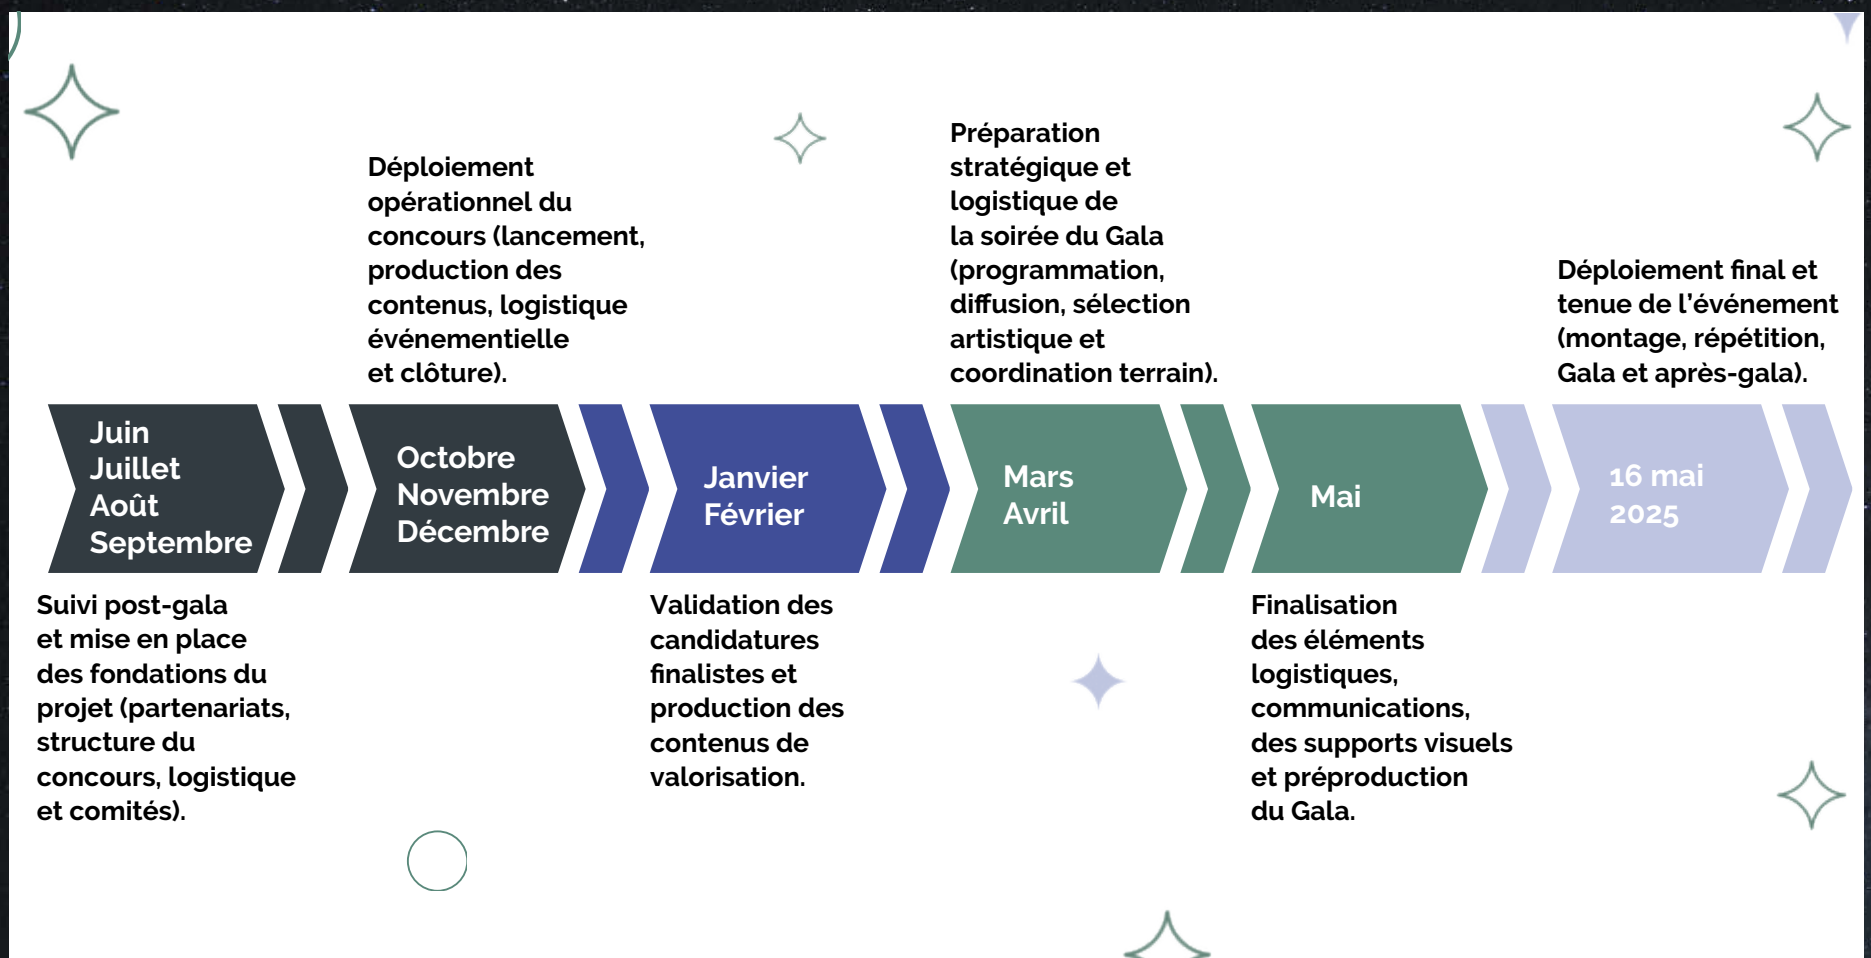 Juin
Juillet
Août
Septembre
Suivi post-gala
et mise en place
des fondations du
projet (partenariats,
structure du
concours, logistique
et comités).
Déploiement
opérationnel du
concours (lancement,
production des
contenus, logistique
événementielle
et clôture).
Octobre
Novembre
Décembre
Janvier
Février
Validation des
candidatures
finalistes et
production des
contenus de
valorisation.
Préparation
stratégique et
logistique de
la soirée du Gala
(programmation,
diffusion, sélection
artistique et
coordination terrain).
Mars
Avril
Mai
Finalisation
des éléments
logistiques,
communications,
des supports visuels
et préproduction
du Gala.
Déploiement final et
tenue de l’événement
(montage, répétition,
Gala et après-gala).
16 mai
2025